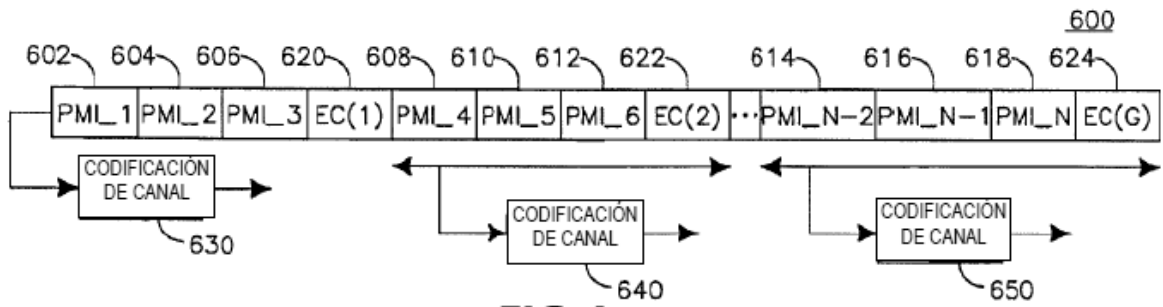 600
602 604 606 620 608 610 612 622 614 616 618 624
PMI_1 PMI_2 PMI_3 EC(1) PMI_4 PMI_5 PMI_6 EC(2) ... PMI_N-2 PMI_N-1 PMI_N EC(G)
CODIFICACIÓN
DE CANAL
630
CODIFICACIÓN
DE CANAL
640
CODIFICACIÓN
DE CANAL
650